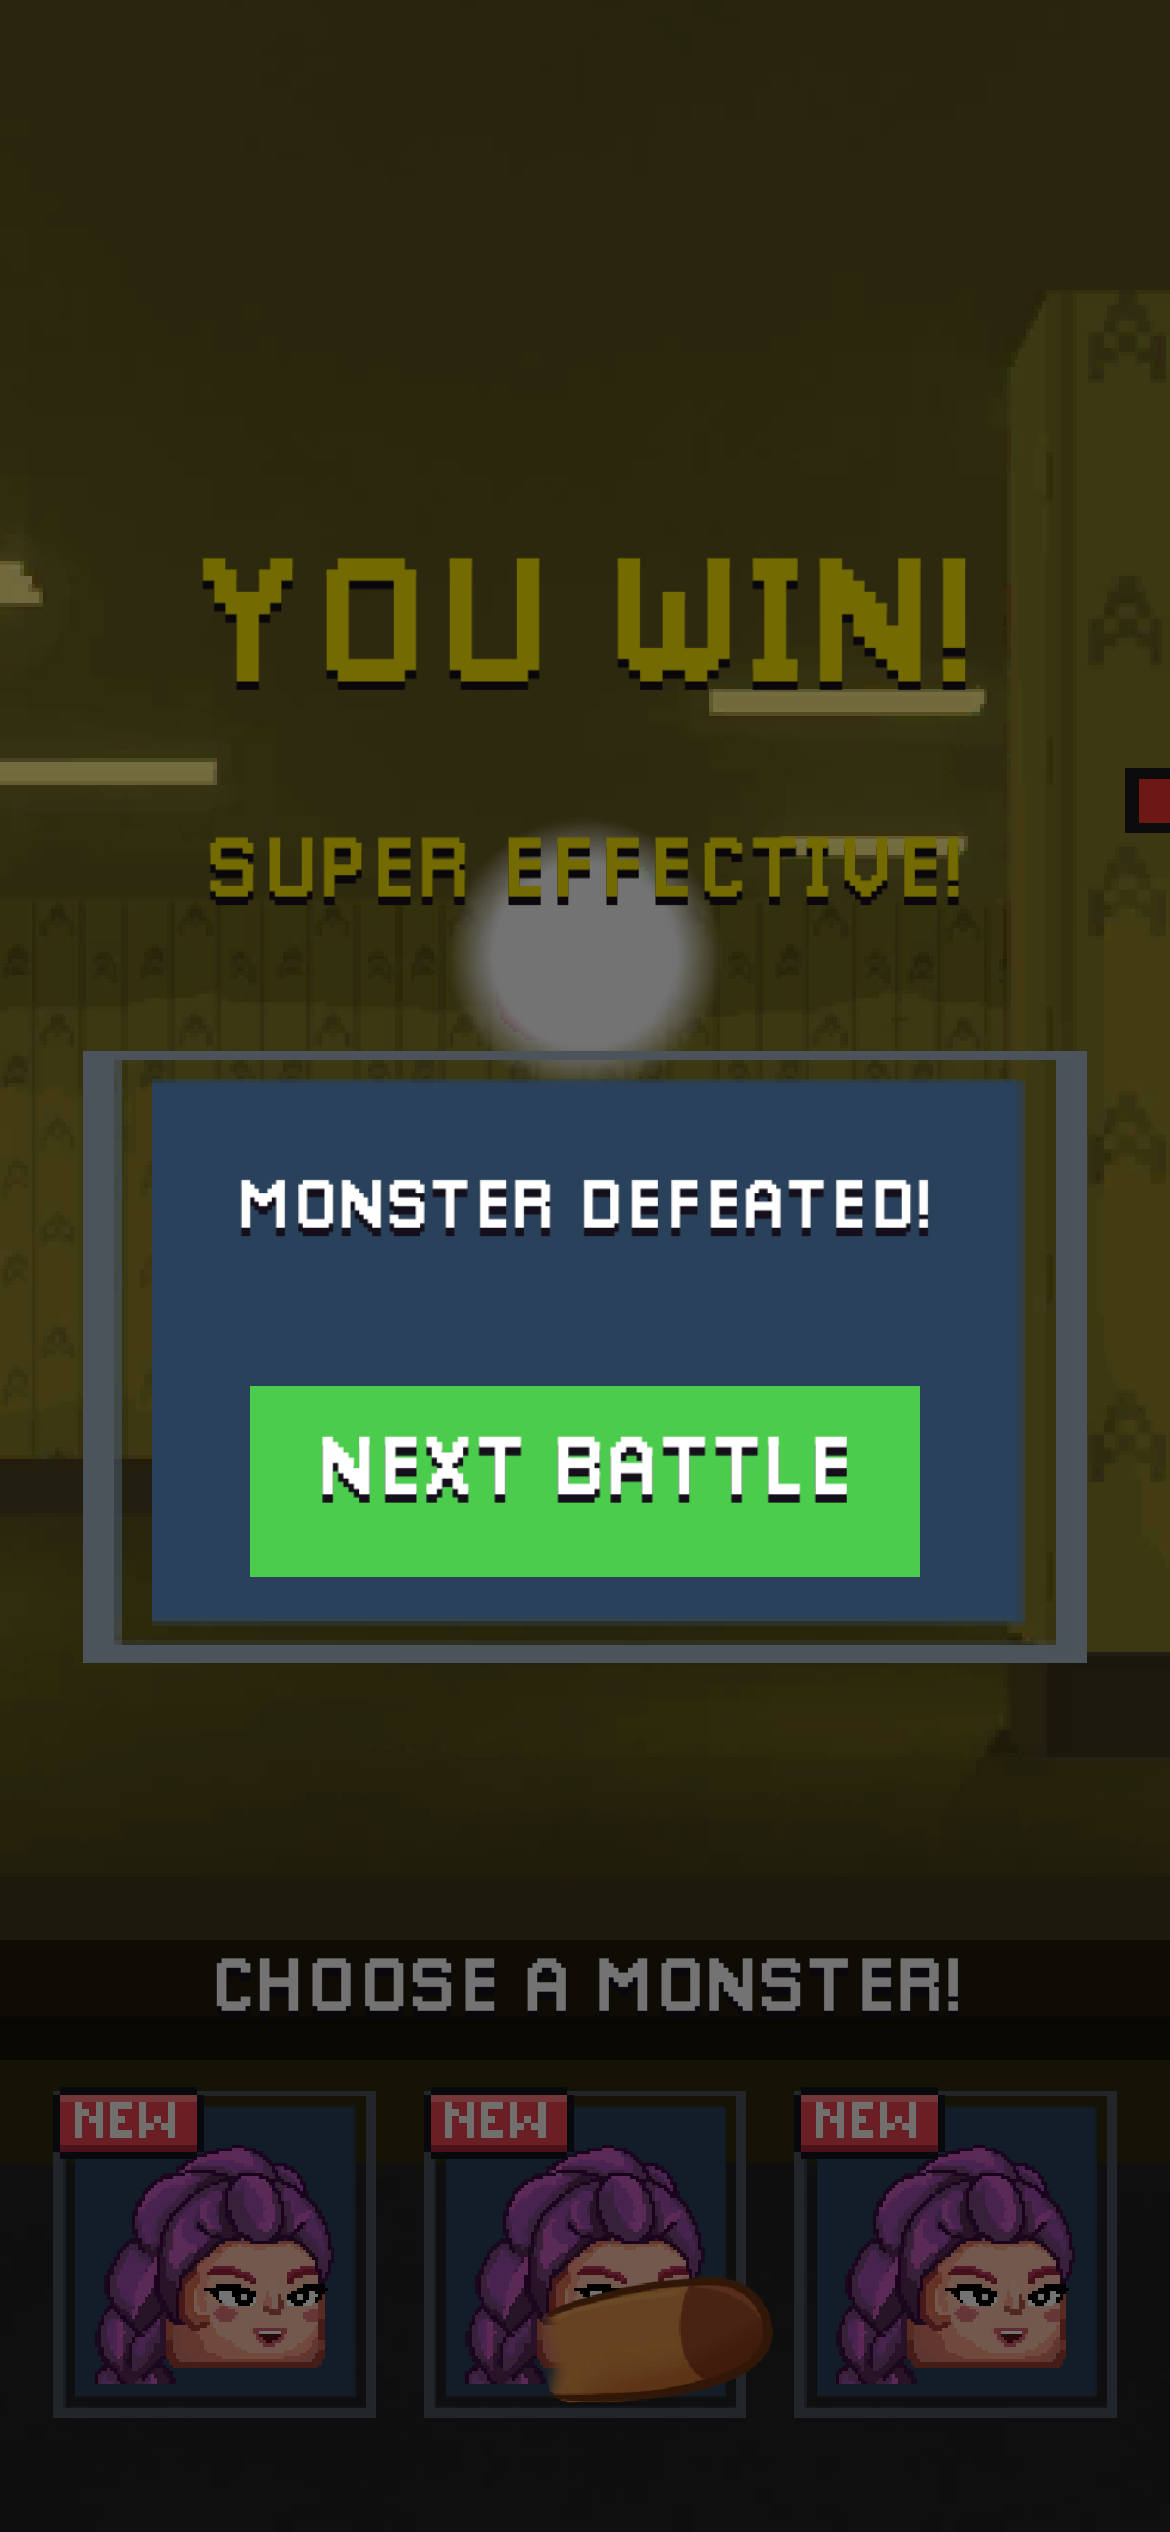 YOU WIN!
SUPER EFFECTIVE!
MONSTER DEFEATED!
NEXT BATTLE
CHOOSE A MONSTER!
NEW NEW NEW